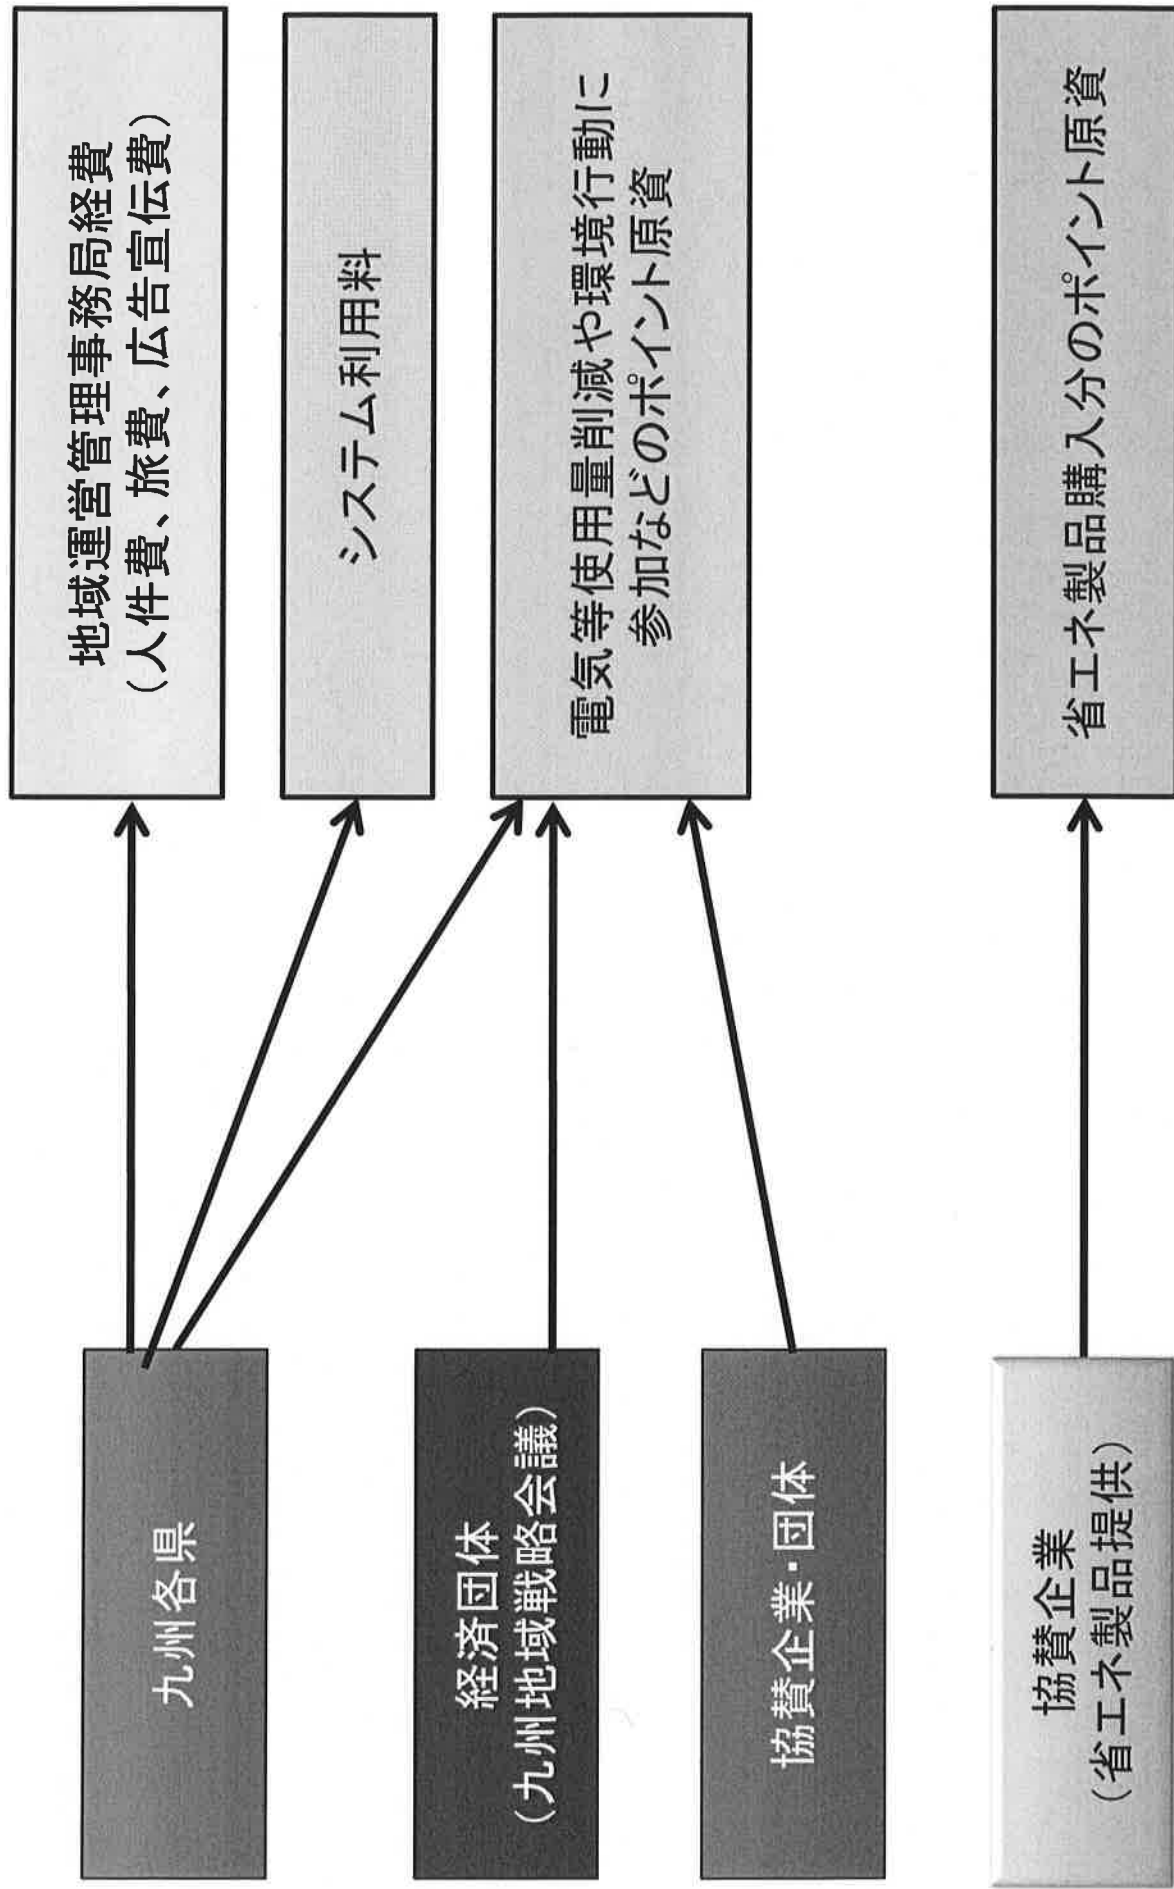 九州各県
経済団体
（九州地域戦略会議）
協賛企業・団体
協賛企業
（省エネ製品提供）
地域運営管理事務局経費
（人件費、旅費、広告宣伝費）
システム利用料
電気等使用量削減や環境行動に
参加などのポイント原資
省エネ製品購入分のポイント原資